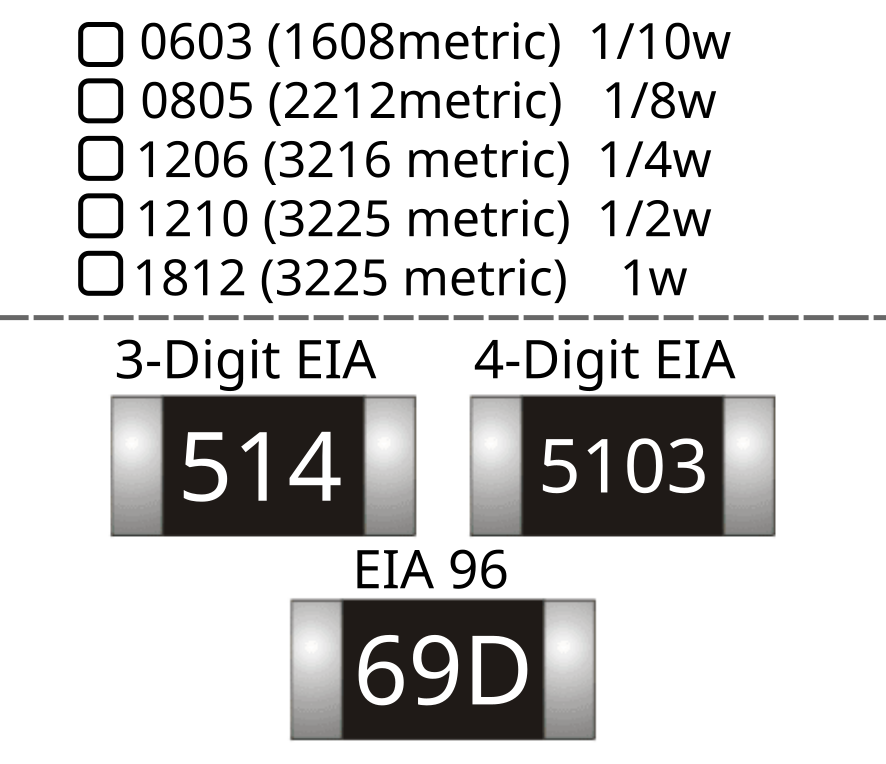 0603 (1608metric) 1/10w
0805 (2212metric) 1/8w
1206 (3216 metric) 1/4w
1210 (3225 metric) 1/2w
1812 (3225 metric) 1w
3-Digit EIA 4-Digit EIA
514 5103
EIA 96
69D